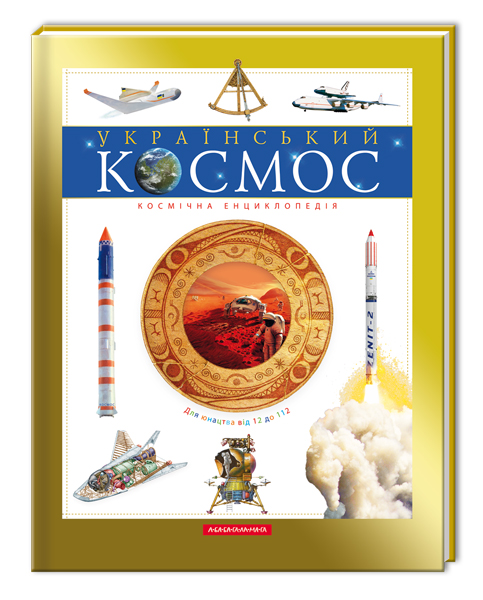 УКРАЇНСЬКИЙ
КОСМОС
КОСМІЧНА ЕНЦИКЛОПЕДІЯ
ZENIT-2
Для юнацтва від 12 до 112
А-БА-БА-ГА-ЛА-МА-ГА